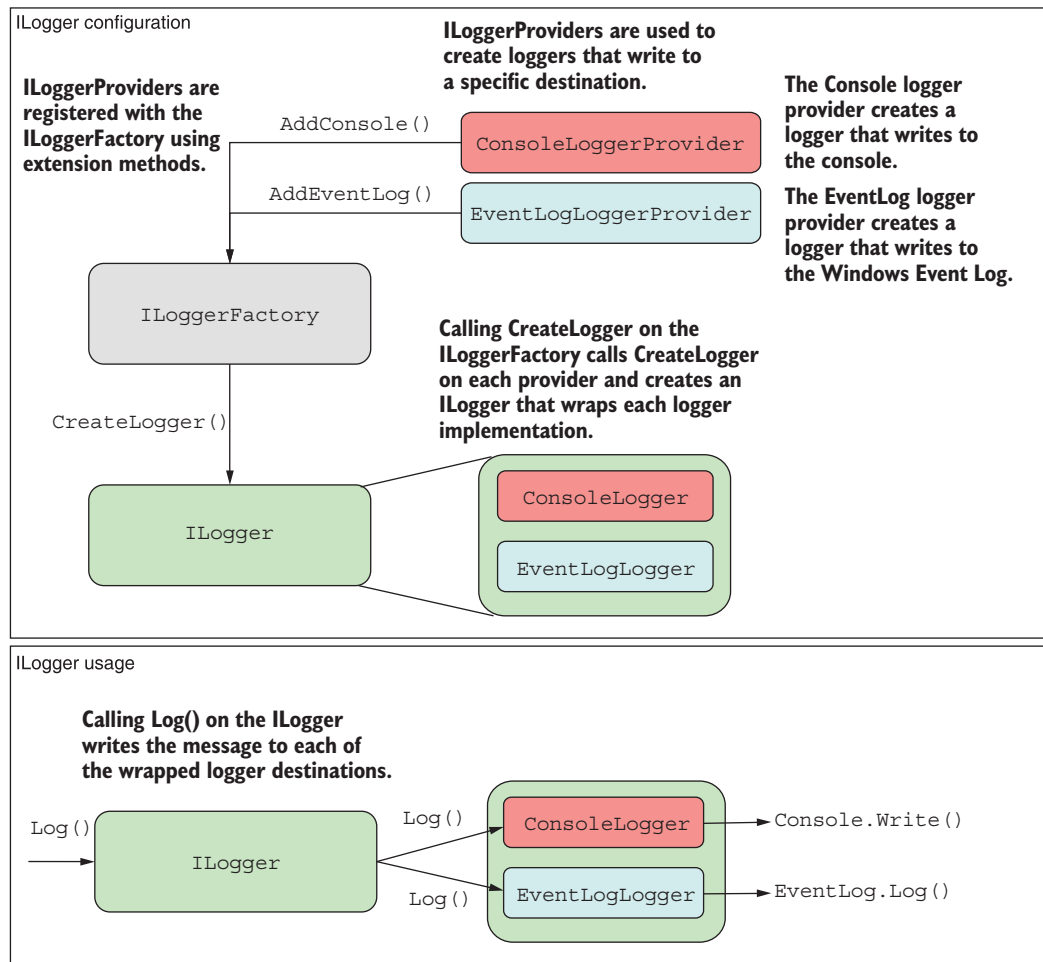 ILogger configuration
ILoggerProviders are used to
create loggers that write to
a specific destination.
ILoggerProviders are
registered with the
ILoggerFactory using
extension methods.
The Console logger
provider creates a
logger that writes to
the console.
AddConsole()
ConsoleLoggerProvider
AddEventLog()
EventLogLoggerProvider
The EventLog logger
provider creates a
logger that writes to
the Windows Event Log.
ILoggerFactory
Calling CreateLogger on the
ILoggerFactory calls CreateLogger
on each provider and creates an
ILogger that wraps each logger
implementation.
CreateLogger()
ILogger
ConsoleLogger
EventLogLogger
ILogger usage
Calling Log() on the ILogger
writes the message to each of
the wrapped logger destinations.
Log()
ILogger
Log()
ConsoleLogger
Console.Write()
Log()
EventLogLogger
EventLog.Log()